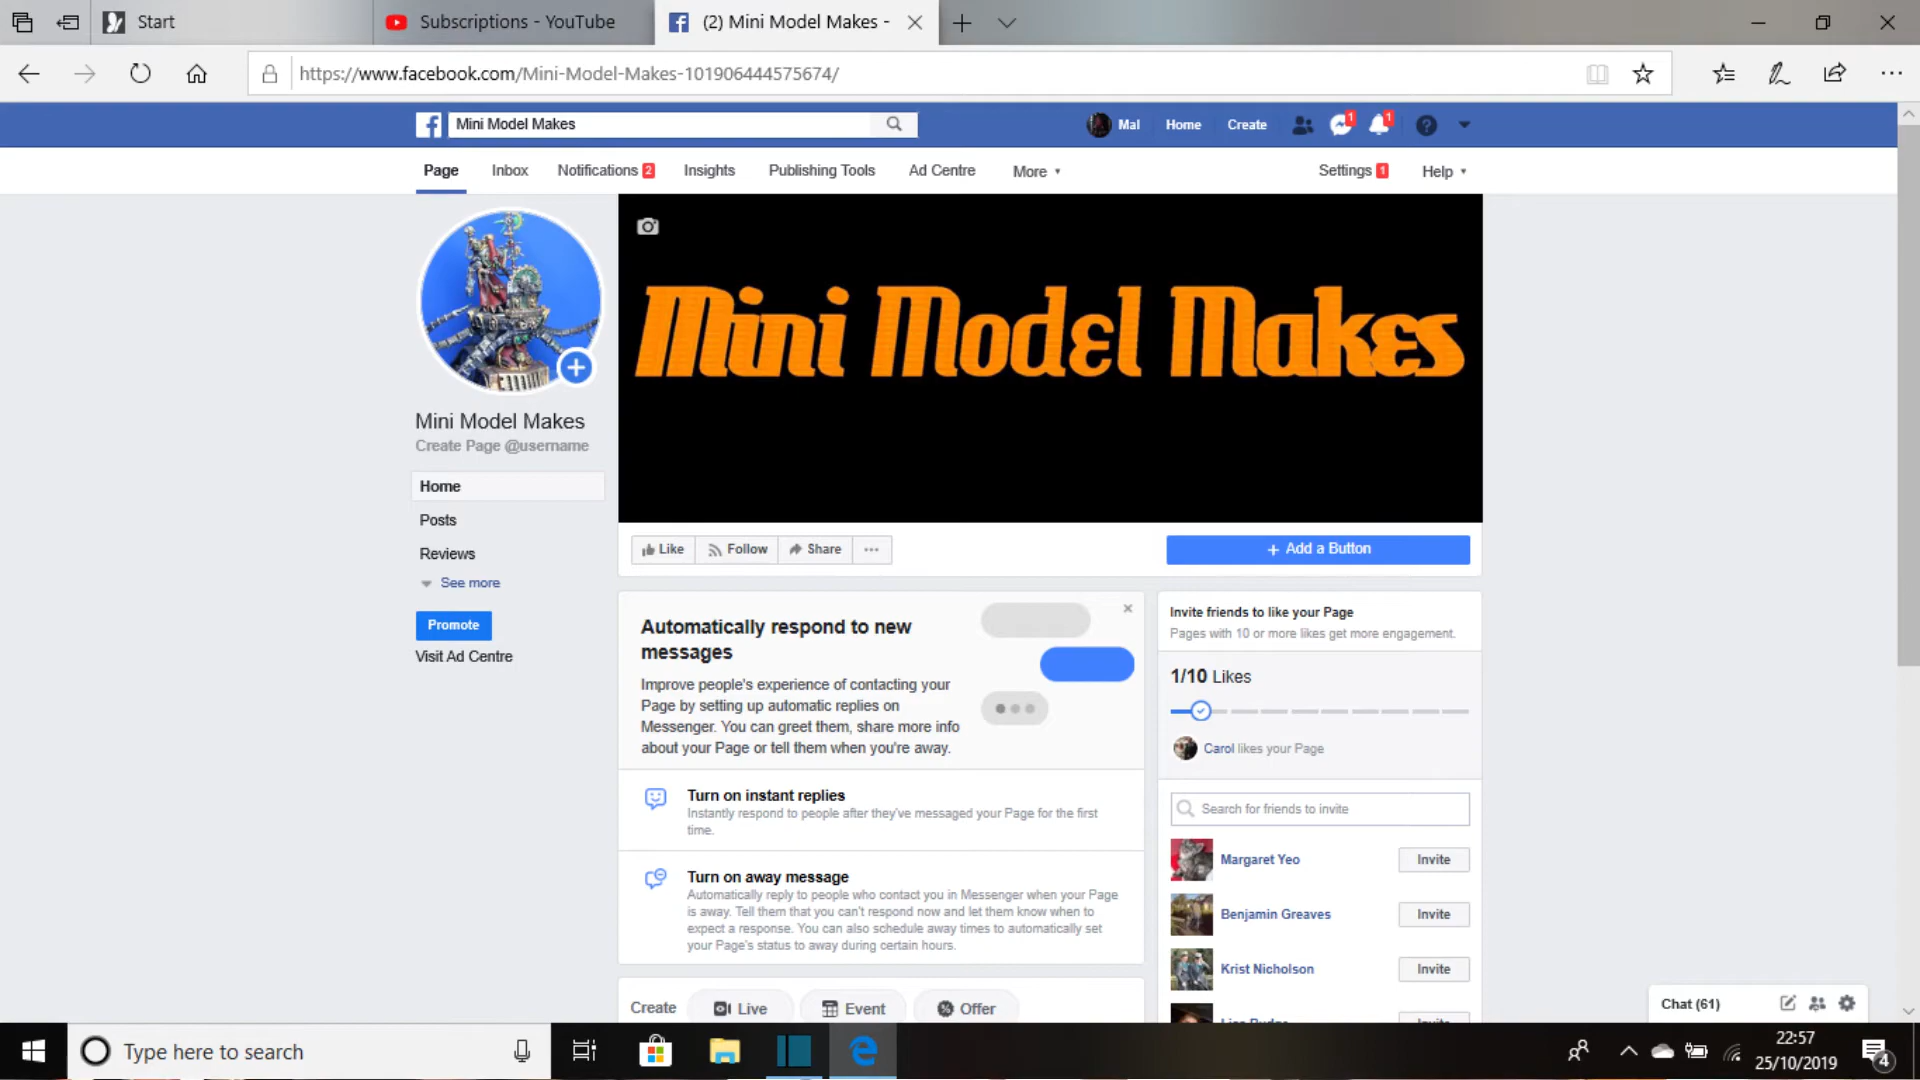 Start
Subscriptions - YouTube
(2) Mini Model Makes -
https://www.facebook.com/Mini-Model-Makes-101906444575674/
Mini Model Makes
Mal
Home
Create
1
1
Page
Inbox
Notifications 2
Insights
Publishing Tools
Ad Centre
More
Settings 1
Help
Mini Model Makes
Mini Model Makes
Create Page @username
Home
Posts
Reviews
See more
Promote
Visit Ad Centre
Like
Follow
Share
+ Add a Button
Automatically respond to new
messages
Improve people's experience of contacting your
Page by setting up automatic replies on
Messenger. You can greet them, share more info
about your Page or tell them when you're away.
Turn on instant replies
Instantly respond to people after they've messaged your Page for the first
time.
Turn on away message
Automatically reply to people who contact you in Messenger when your Page
is away. Tell them that you can't respond now and let them know when to
expect a response. You can also schedule away times to automatically set
your Page's status to away during certain hours.
Create
Live
Event
Offer
Invite friends to like your Page
Pages with 10 or more likes get more engagement.
1/10 Likes
Carol likes your Page
Search for friends to invite
Margaret Yeo
Invite
Benjamin Greaves
Invite
Krist Nicholson
Invite
Chat (61)
Type here to search
22:57
25/10/2019
4